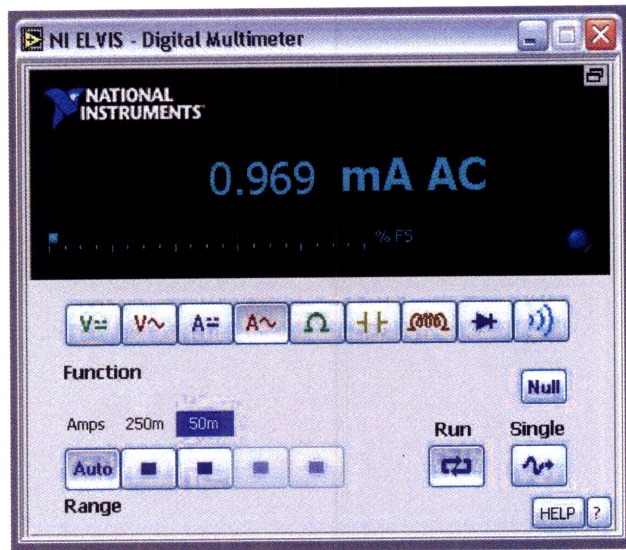 NI ELVIS - Digital Multimeter
NATIONAL
INSTRUMENTS
0.969 mA AC
% FS
V= V~ A= A~ Ω
Function
Null
Amps 250m 50m
Run Single
Auto
Range
HELP ?